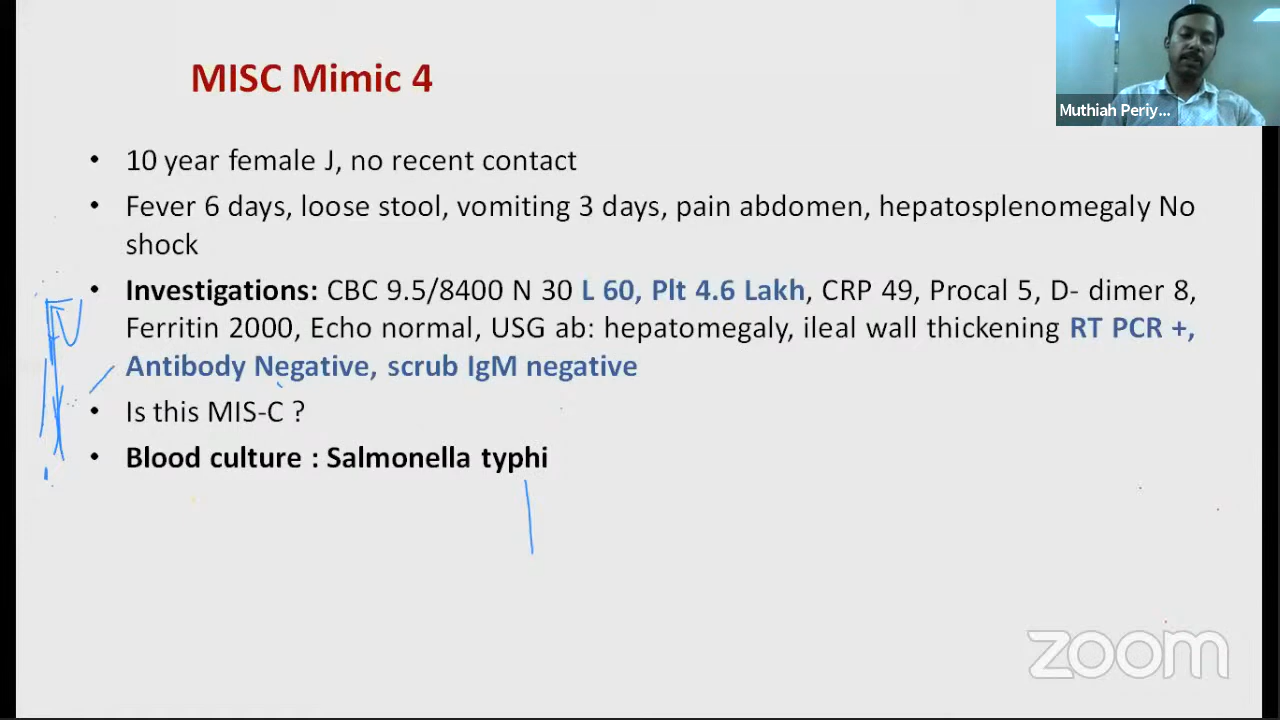 MISC Mimic 4
Muthiah Periy...
• 10 year female J, no recent contact
• Fever 6 days, loose stool, vomiting 3 days, pain abdomen, hepatosplenomegaly No
shock
• Investigations: CBC 9.5/8400 N 30 L 60, Plt 4.6 Lakh, CRP 49, Procal 5, D- dimer 8,
Ferritin 2000, Echo normal, USG ab: hepatomegaly, ileal wall thickening RT PCR +,
Antibody Negative, scrub IgM negative
• Is this MIS-C ?
• Blood culture : Salmonella typhi
zoom